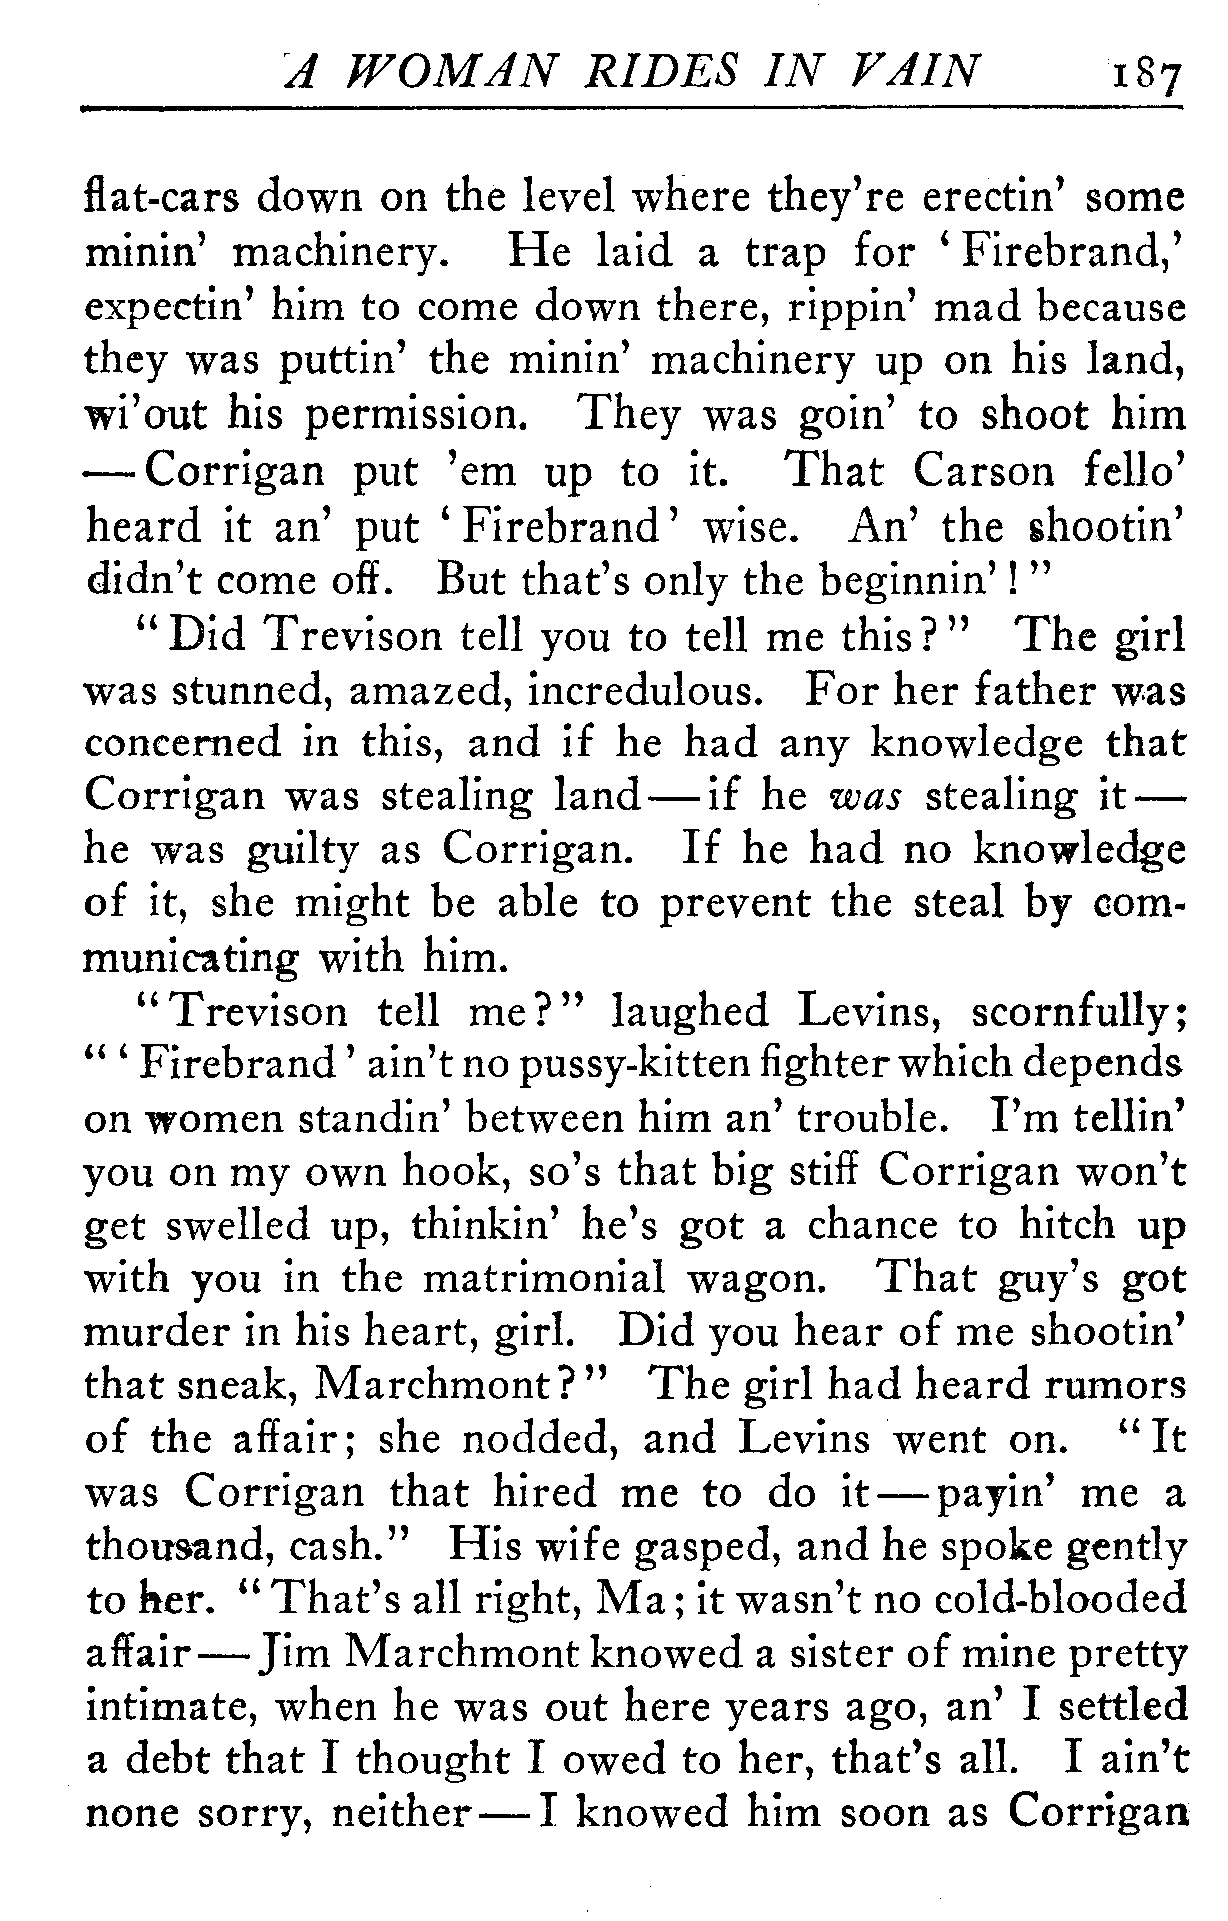 A WOMAN RIDES IN VAIN 187
flat-cars down on the level where they're erectin' some
minin' machinery. He laid a trap for ‘Firebrand,’
expectin' him to come down there, rippin' mad because
they was puttin' the minin' machinery up on his land,
wi'out his permission. They was goin' to shoot him
—Corrigan put 'em up to it. That Carson fello'
heard it an' put ‘Firebrand’ wise. An' the shootin'
didn't come off. But that's only the beginnin'!”
“Did Trevison tell you to tell me this?” The girl
was stunned, amazed, incredulous. For her father was
concerned in this, and if he had any knowledge that
Corrigan was stealing land—if he was stealing it—
he was guilty as Corrigan. If he had no knowledge
of it, she might be able to prevent the steal by com-
municating with him.
“Trevison tell me?” laughed Levins, scornfully;
“‘Firebrand’ ain't no pussy-kitten fighter which depends
on women standin' between him an' trouble. I'm tellin'
you on my own hook, so's that big stiff Corrigan won't
get swelled up, thinkin' he's got a chance to hitch up
with you in the matrimonial wagon. That guy's got
murder in his heart, girl. Did you hear of me shootin'
that sneak, Marchmont?” The girl had heard rumors
of the affair; she nodded, and Levins went on. “It
was Corrigan that hired me to do it—payin' me a
thousand, cash.” His wife gasped, and he spoke gently
to her. “That's all right, Ma; it wasn't no cold-blooded
affair—Jim Marchmont knowed a sister of mine pretty
intimate, when he was out here years ago, an' I settled
a debt that I thought I owed to her, that's all. I ain't
none sorry, neither—I knowed him soon as Corrigan